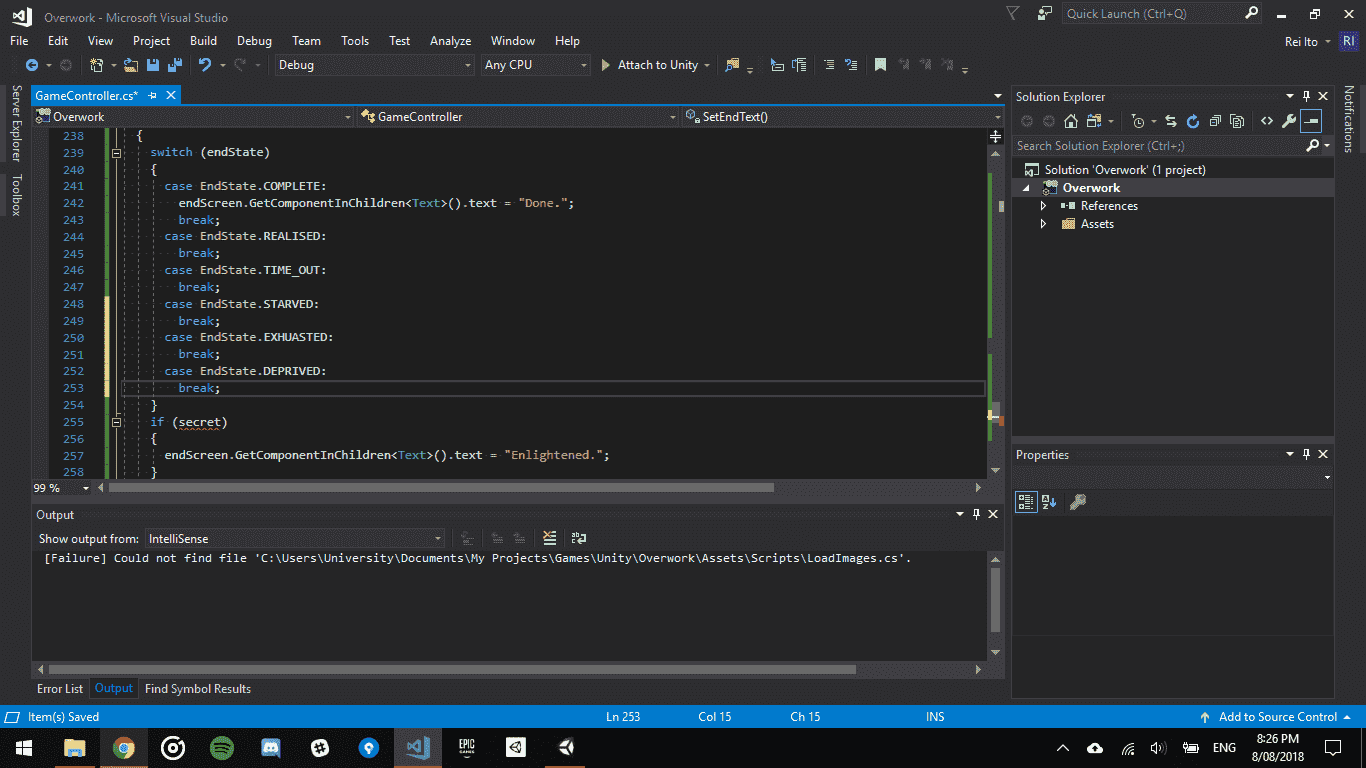 Overwork - Microsoft Visual Studio
Quick Launch (Ctrl+Q)
File Edit View Project Build Debug Team Tools Test Analyze Window Help
Rei Ito RI
Debug Any CPU Attach to Unity
Server Explorer
Toolbox
GameController.cs*
Overwork GameController SetEndText()
238 {
239 switch (endState)
240 {
241 case EndState.COMPLETE:
242 endScreen.GetComponentInChildren<Text>().text = "Done.";
243 break;
244 case EndState.REALISED:
245 break;
246 case EndState.TIME_OUT:
247 break;
248 case EndState.STARVED:
249 break;
250 case EndState.EXHUASTED:
251 break;
252 case EndState.DEPRIVED:
253 break;
254 }
255 if (secret)
256 {
257 endScreen.GetComponentInChildren<Text>().text = "Enlightened.";
258 }
99 %
Output
Show output from: IntelliSense
[Failure] Could not find file 'C:\Users\University\Documents\My Projects\Games\Unity\Overwork\Assets\Scripts\LoadImages.cs'.
Error List Output Find Symbol Results
Solution Explorer
Search Solution Explorer (Ctrl+;)
Solution 'Overwork' (1 project)
Overwork
References
Assets
Properties
Notifications
Item(s) Saved Ln 253 Col 15 Ch 15 INS Add to Source Control
EPIC
GAMES
ENG
8:26 PM
8/08/2018